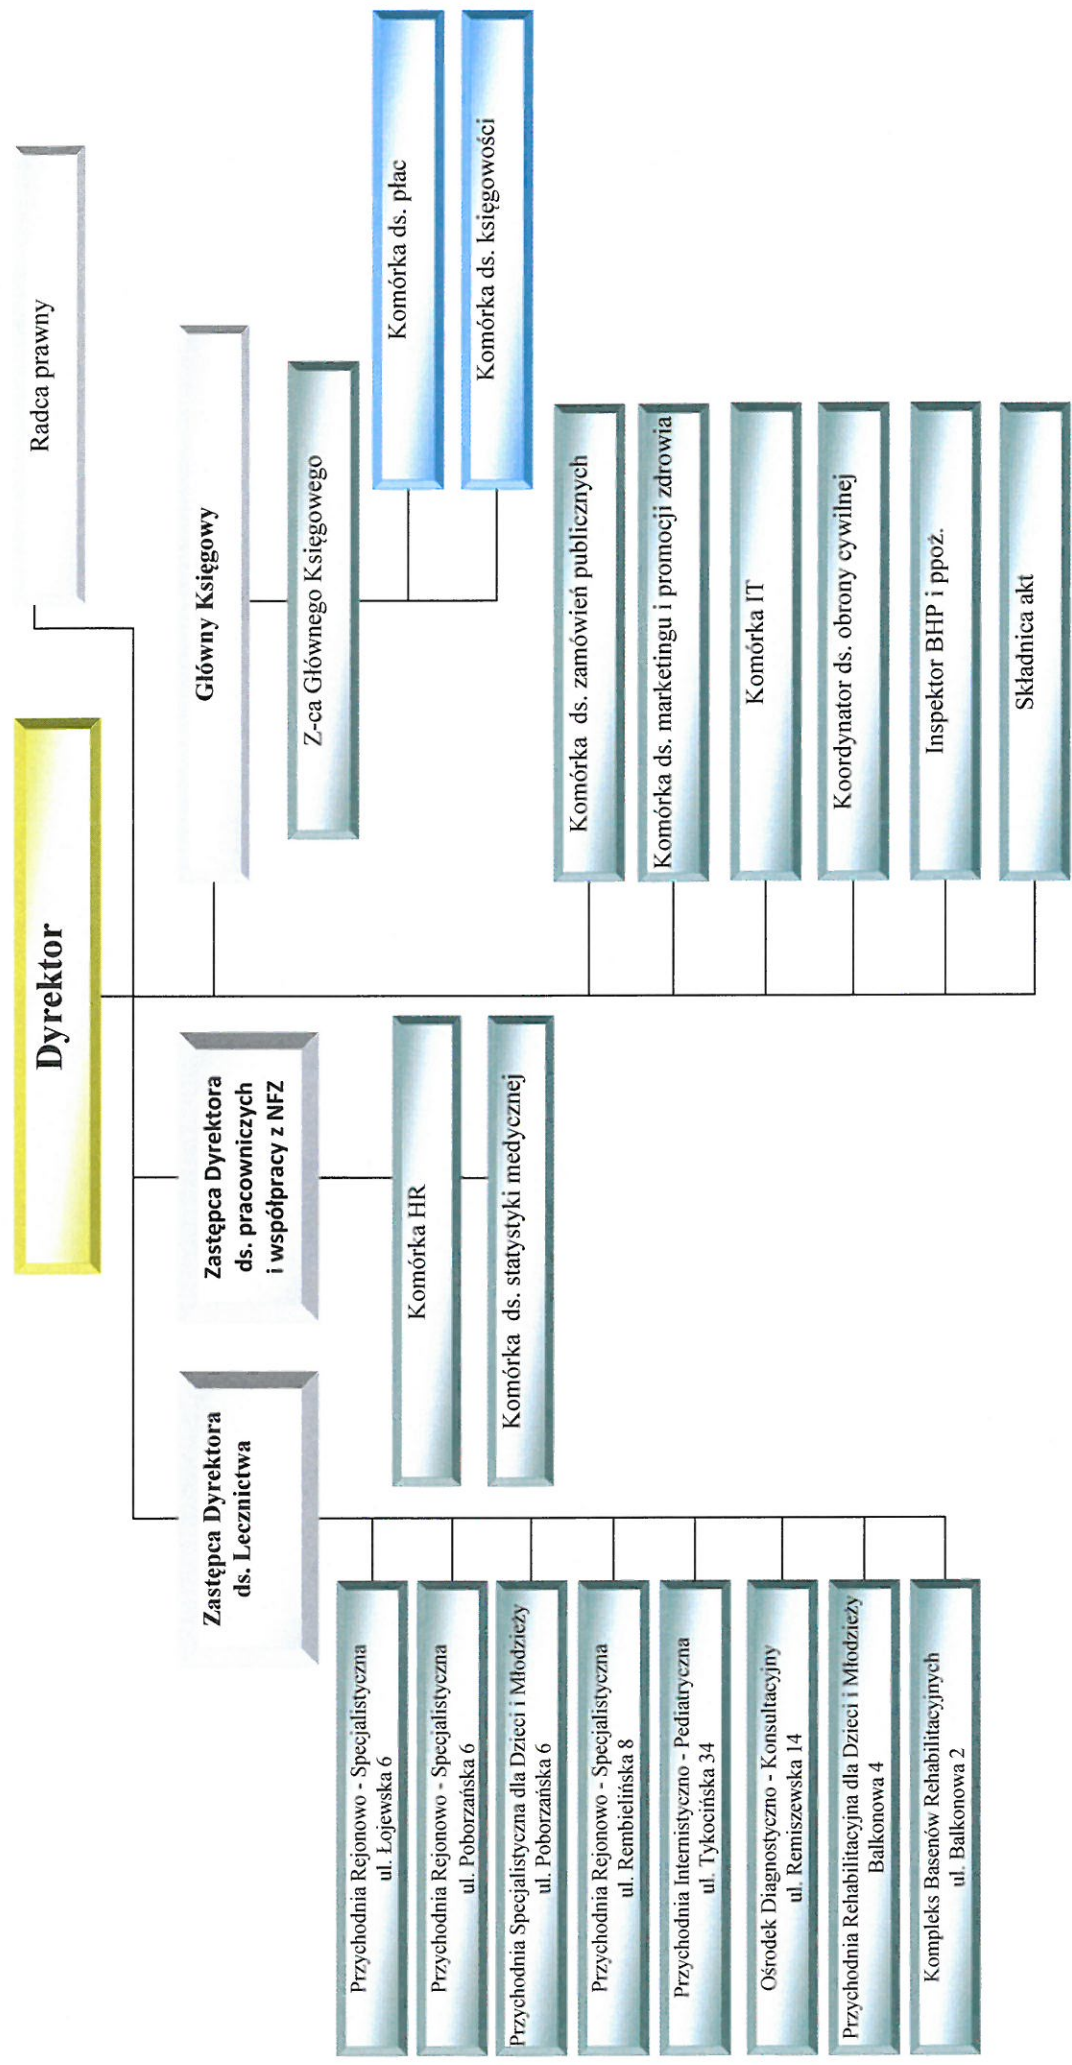 Dyrektor
Radca prawny
Zastępca Dyrektora
ds. Lecznictwa
Zastępca Dyrektora
ds. pracowniczych
i współpracy z NFZ
Główny Księgowy
Przychodnia Rejonowo - Specjalistyczna
ul. Łojewska 6
Przychodnia Rejonowo - Specjalistyczna
ul. Poborzańska 6
Przychodnia Specjalistyczna dla Dzieci i Młodzieży
ul. Poborzańska 6
Przychodnia Rejonowo - Specjalistyczna
ul. Rembielińska 8
Przychodnia Internistyczno - Pediatryczna
ul. Tykocińska 34
Ośrodek Diagnostyczno - Konsultacyjny
ul. Remiszewska 14
Przychodnia Rehabilitacyjna dla Dzieci i Młodzieży
Balkonowa 4
Kompleks Basenów Rehabilitacyjnych
ul. Balkonowa 2
Komórka HR
Komórka ds. statystyki medycznej
Z-ca Głównego Księgowego
Komórka ds. płac
Komórka ds. księgowości
Komórka ds. zamówień publicznych
Komórka ds. marketingu i promocji zdrowia
Komórka IT
Koordynator ds. obrony cywilnej
Inspektor BHP i ppoż.
Składnica akt